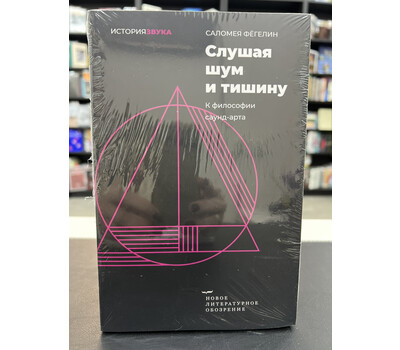 ИСТОРИЯЗВУКА
САЛОМЕЯ ФЁГЕЛИН
Слушая
шум
и тишину
К философии
саунд-арта
НОВОЕ
ЛИТЕРАТУРНОЕ
ОБОЗРЕНИЕ